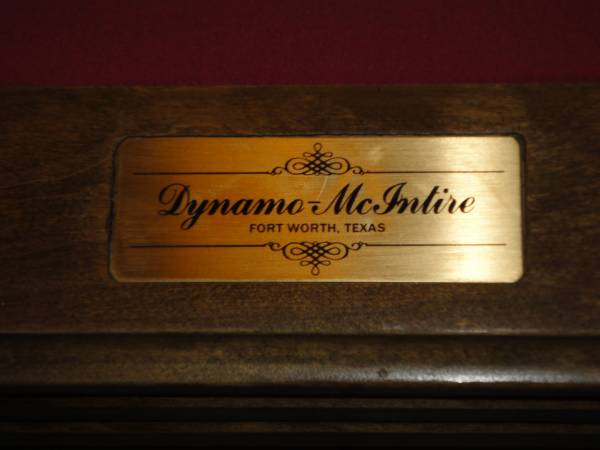 Dynamo-McIntire
FORT WORTH, TEXAS